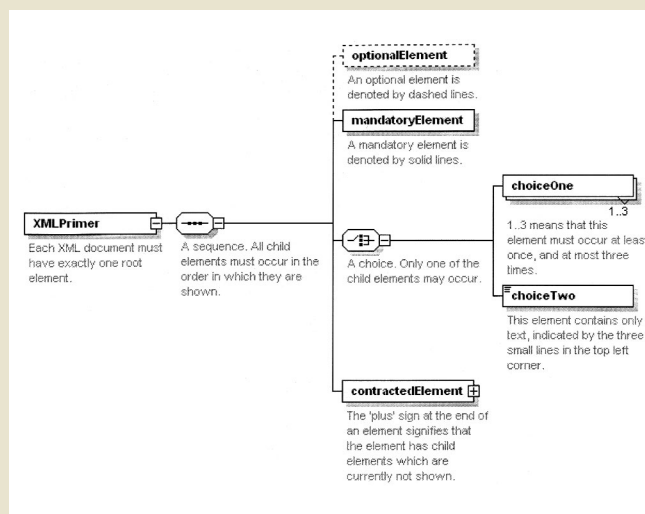 optionalElement
An optional element is
denoted by dashed lines.
mandatoryElement
A mandatory element is
denoted by solid lines.
XMLPrimer
Each XML document must
have exactly one root
element.
A sequence. All child
elements must occur in the
order in which they are
shown.
A choice. Only one of the
child elements may occur.
choiceOne
1..3
1..3 means that this
element must occur at least
once, and at most three
times.
choiceTwo
This element contains only
text, indicated by the three
small lines in the top left
corner.
contractedElement
The 'plus' sign at the end of
an element signifies that
the element has child
elements which are
currently not shown.